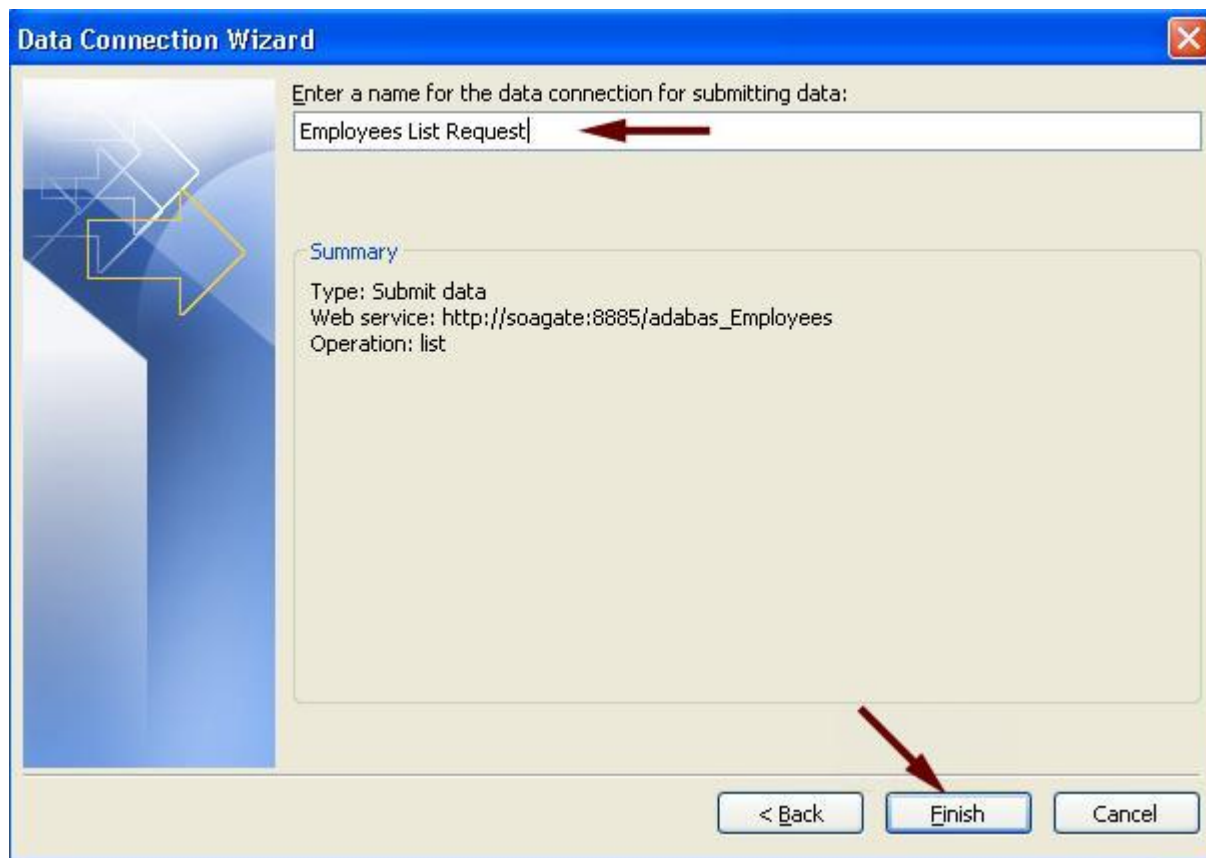 Data Connection Wizard
Enter a name for the data connection for submitting data:
Employees List Request
Summary
Type: Submit data
Web service: http://soagate:8885/adabas_Employees
Operation: list
< Back
Finish
Cancel